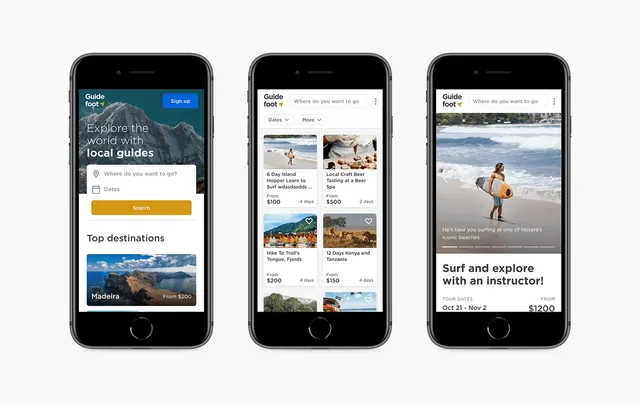 Guide
foot
Sign up
Explore the
world with
local guides
Where do you want to go?
Dates
Search
Top destinations
Madeira
From $200
Guide
foot
Where do you want to go
Dates
More
6 Day Island
Hopper Learn to
Surf wdasdasdds ...
From
$100
4 days
Local Craft Beer
Tasting at a Beer
Spa
From
$500
2 days
Hike To Troll's
Tongue, Fjords
From
$200
4 days
12 Days Kenya and
Tanzania
From
$150
4 days
Guide
foot
Where do you want to go
He'll take you surfing at one of Nosara's
iconic beaches
Surf and explore
with an instructor!
TOUR DATES
Oct 21 - Nov 2
FROM
$1200